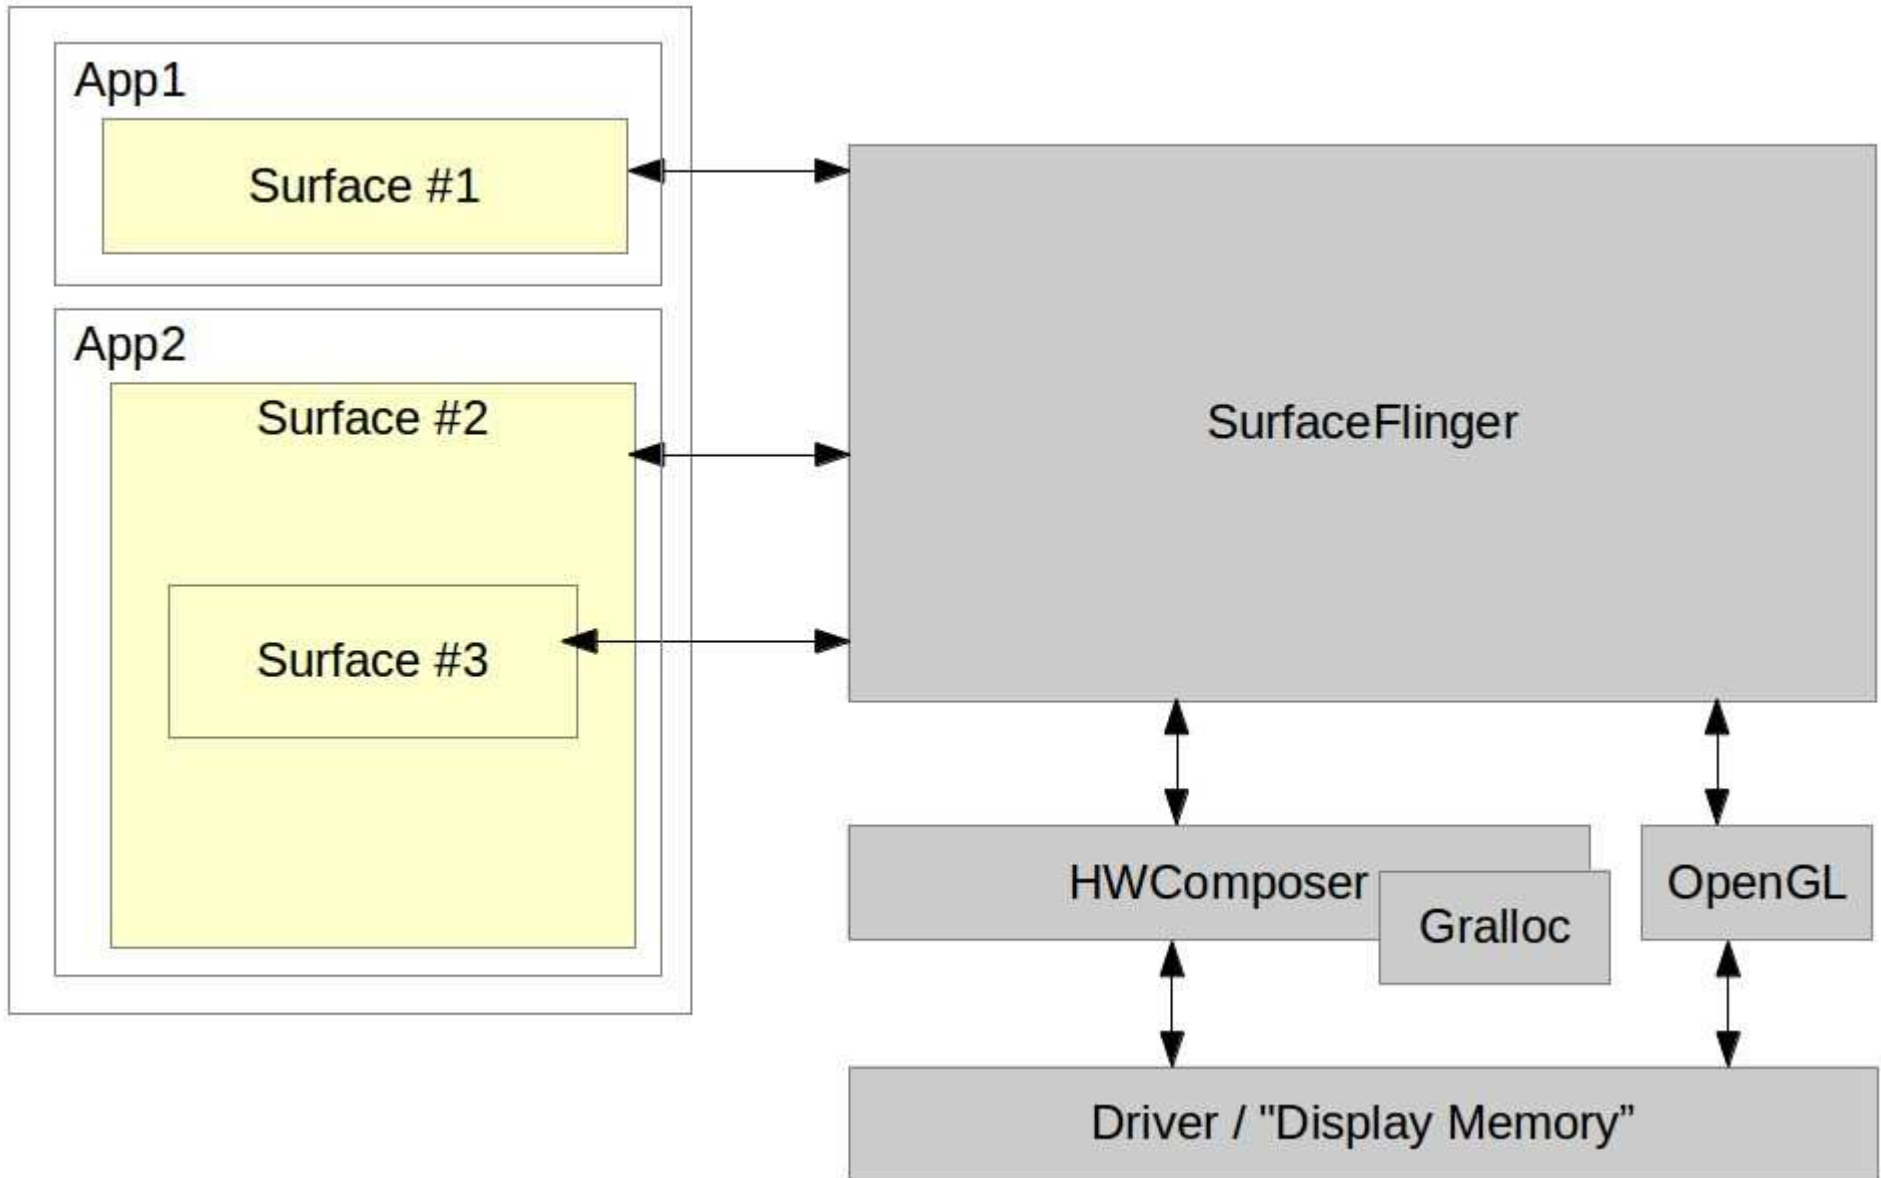 App1
Surface #1
App2
Surface #2
Surface #3
SurfaceFlinger
HWComposer
Gralloc
OpenGL
Driver / "Display Memory”